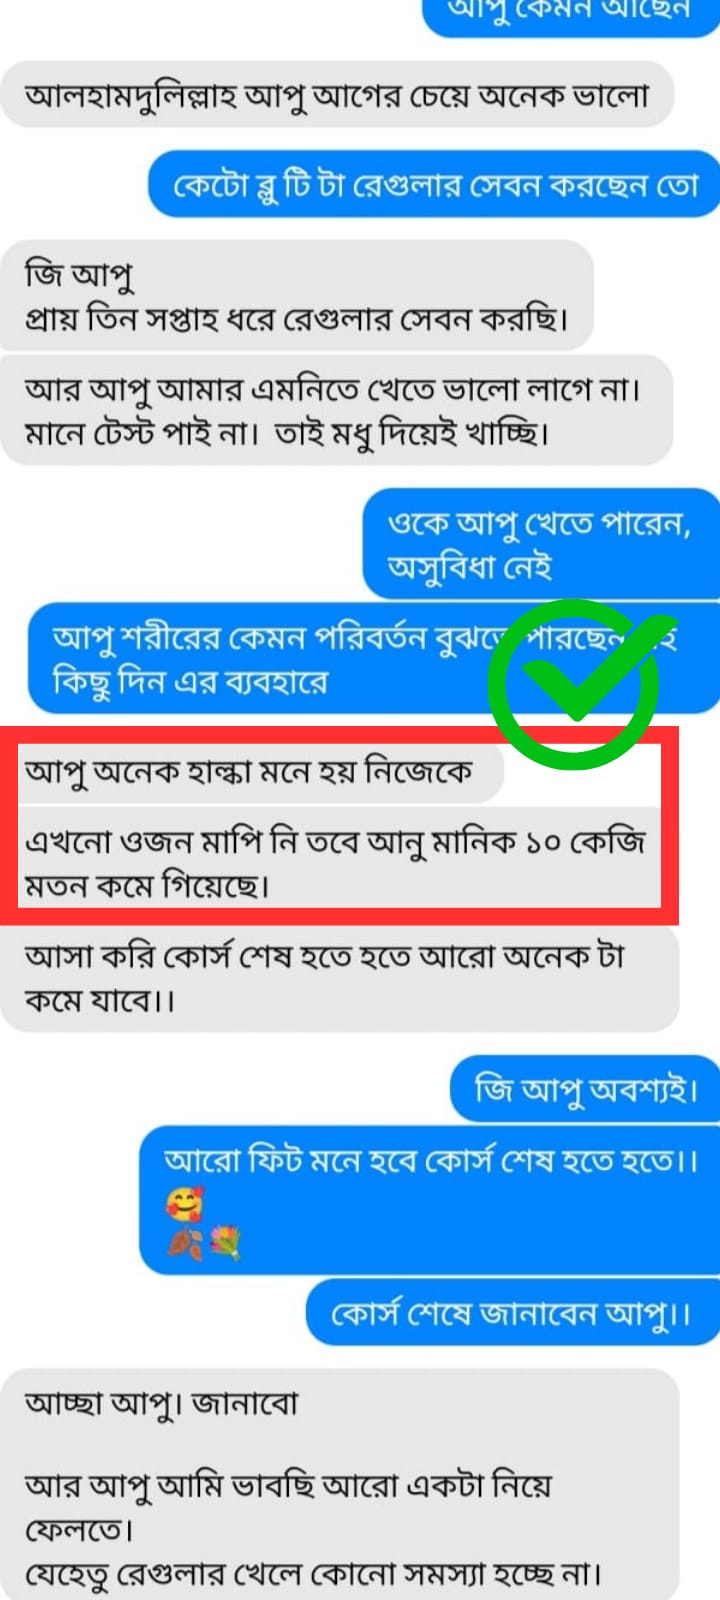 আপু কেমন আছেন
আলহামদুলিল্লাহ আপু আগের চেয়ে অনেক ভালো
কেটো ব্লু টি টা রেগুলার সেবন করছেন তো
জি আপু
প্রায় তিন সপ্তাহ ধরে রেগুলার সেবন করছি।
আর আপু আমার এমনিতে খেতে ভালো লাগে না।
মানে টেস্ট পাই না। তাই মধু দিয়েই খাচ্ছি।
ওকে আপু খেতে পারেন,
অসুবিধা নেই
আপু শরীরের কেমন পরিবর্তন বুঝতে পারছেন
কিছু দিন এর ব্যবহারে
আপু অনেক হাল্কা মনে হয় নিজেকে
এখনো ওজন মাপি নি তবে আনু মানিক ১০ কেজি
মতন কমে গিয়েছে।
আসা করি কোর্স শেষ হতে হতে আরো অনেক টা
কমে যাবে।।
জি আপু অবশ্যই।
আরো ফিট মনে হবে কোর্স শেষ হতে হতে।।
🥰
🍂💐
কোর্স শেষে জানাবেন আপু।।
আচ্ছা আপু। জানাবো
আর আপু আমি ভাবছি আরো একটা নিয়ে
ফেলতে।
যেহেতু রেগুলার খেলে কোনো সমস্যা হচ্ছে না।